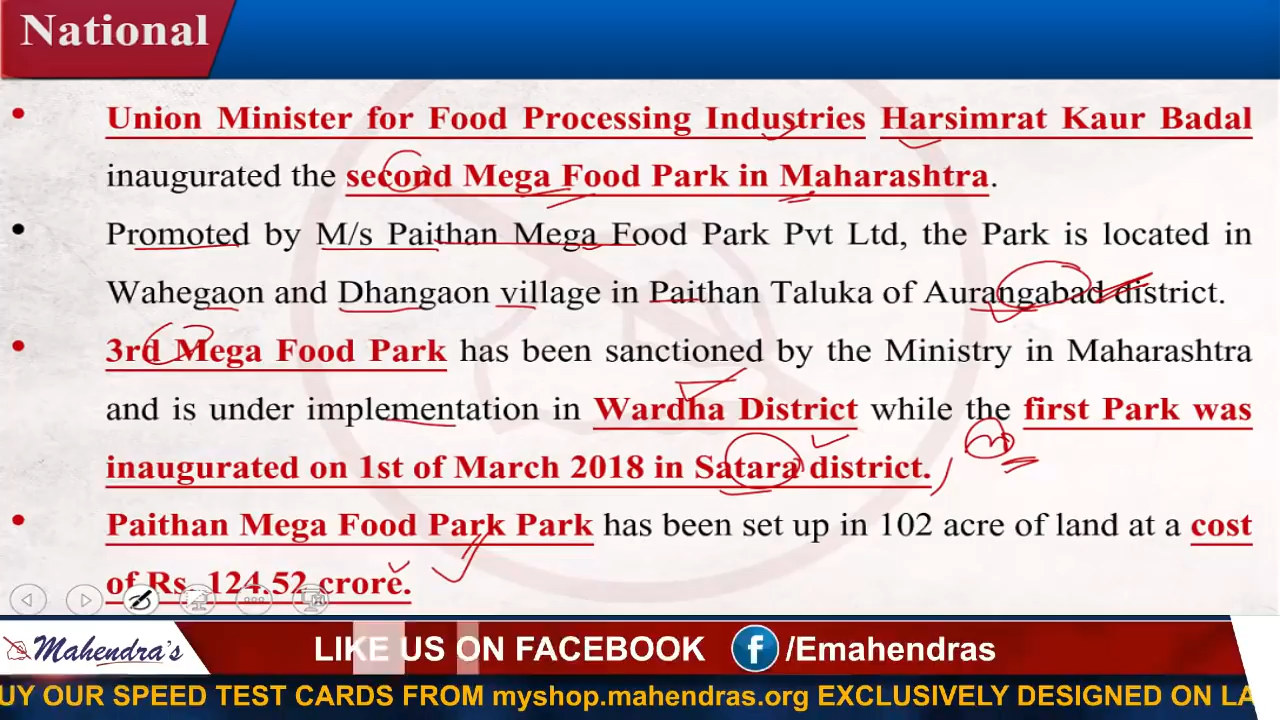 National
• Union Minister for Food Processing Industries Harsimrat Kaur Badal
inaugurated the second Mega Food Park in Maharashtra.
• Promoted by M/s Paithan Mega Food Park Pvt Ltd, the Park is located in
Wahegaon and Dhangaon village in Paithan Taluka of Aurangabad district.
• 3rd Mega Food Park has been sanctioned by the Ministry in Maharashtra
and is under implementation in Wardha District while the first Park was
inaugurated on 1st of March 2018 in Satara district.
• Paithan Mega Food Park Park has been set up in 102 acre of land at a cost
of Rs. 124.52 crore.
Mahendra's LIKE US ON FACEBOOK f /Emahendras
UY OUR SPEED TEST CARDS FROM myshop.mahendras.org EXCLUSIVELY DESIGNED ON LA